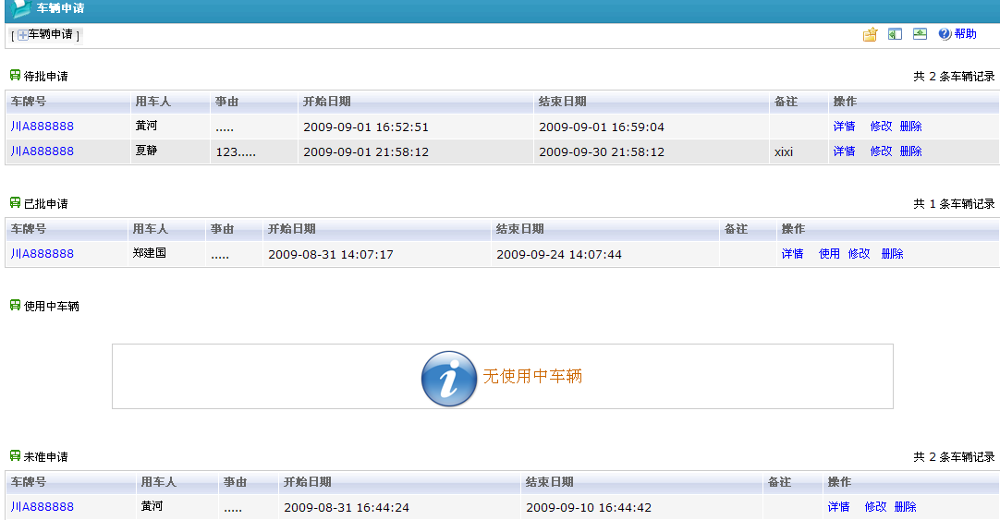 车辆申请
[ 车辆申请 ] 帮助
待批申请 共 2 条车辆记录
车牌号 用车人 事由 开始日期 结束日期 备注 操作
川A888888 黄河 ..... 2009-09-01 16:52:51 2009-09-01 16:59:04 详情 修改 删除
川A888888 夏静 123..... 2009-09-01 21:58:12 2009-09-30 21:58:12 xixi 详情 修改 删除
已批申请 共 1 条车辆记录
车牌号 用车人 事由 开始日期 结束日期 备注 操作
川A888888 郑建国 ..... 2009-08-31 14:07:17 2009-09-24 14:07:44 详情 使用 修改 删除
使用中车辆
无使用中车辆
未准申请 共 2 条车辆记录
车牌号 用车人 事由 开始日期 结束日期 备注 操作
川A888888 黄河 ..... 2009-08-31 16:44:24 2009-09-10 16:44:42 详情 修改 删除